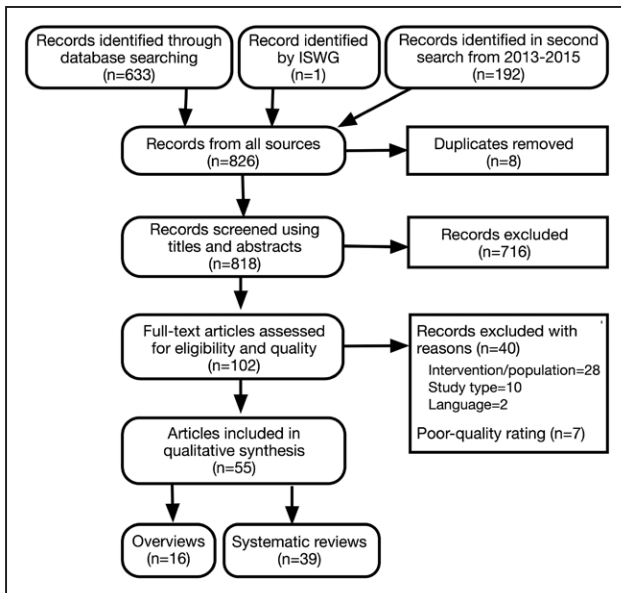 Records identified through
database searching
(n=633)
Record identified
by ISWG
(n=1)
Records identified in second
search from 2013-2015
(n=192)
Records from all sources
(n=826)
Duplicates removed
(n=8)
Records screened using
titles and abstracts
(n=818)
Records excluded
(n=716)
Full-text articles assessed
for eligibility and quality
(n=102)
Records excluded with
reasons (n=40)
Intervention/population=28
Study type=10
Language=2
Poor-quality rating (n=7)
Articles included in
qualitative synthesis
(n=55)
Overviews
(n=16)
Systematic reviews
(n=39)